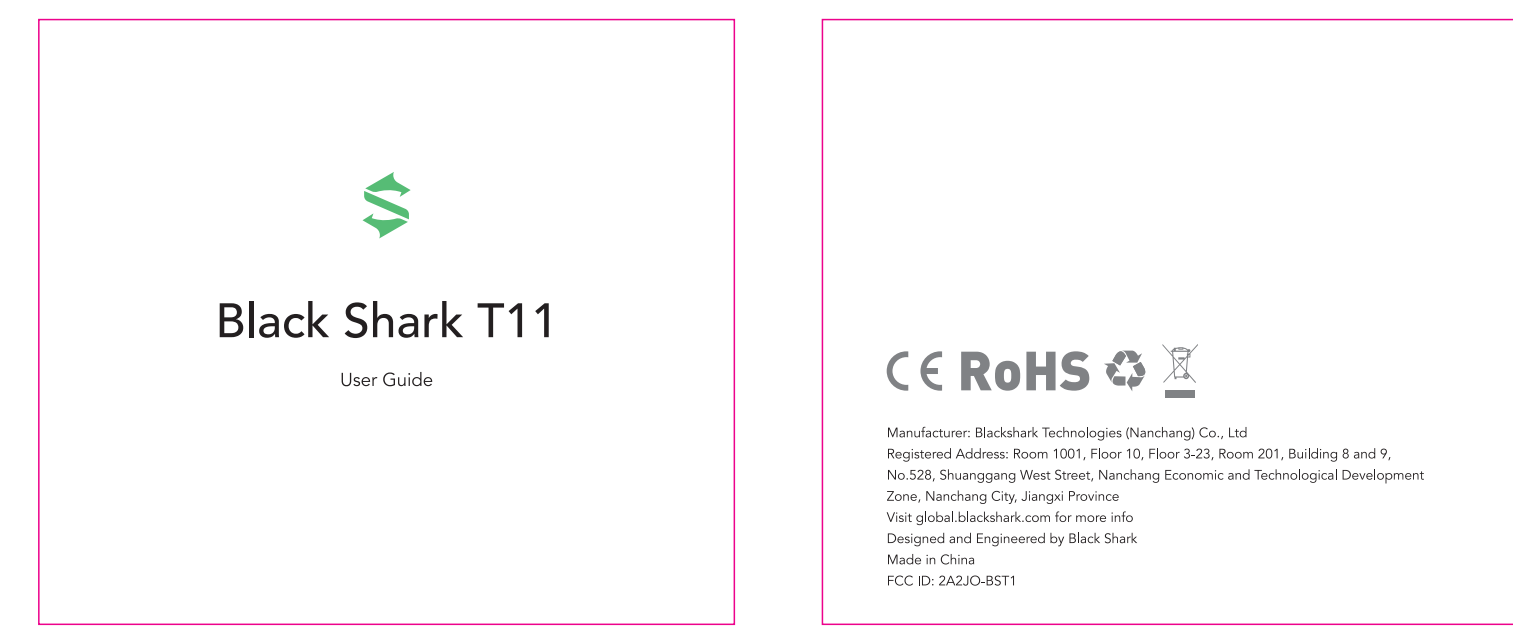 Black Shark T11
User Guide
CE RoHS
Manufacturer: Blackshark Technologies (Nanchang) Co., Ltd
Registered Address: Room 1001, Floor 10, Floor 3-23, Room 201, Building 8 and 9,
No.528, Shuanggang West Street, Nanchang Economic and Technological Development
Zone, Nanchang City, Jiangxi Province
Visit global.blackshark.com for more info
Designed and Engineered by Black Shark
Made in China
FCC ID: 2A2JO-BST1